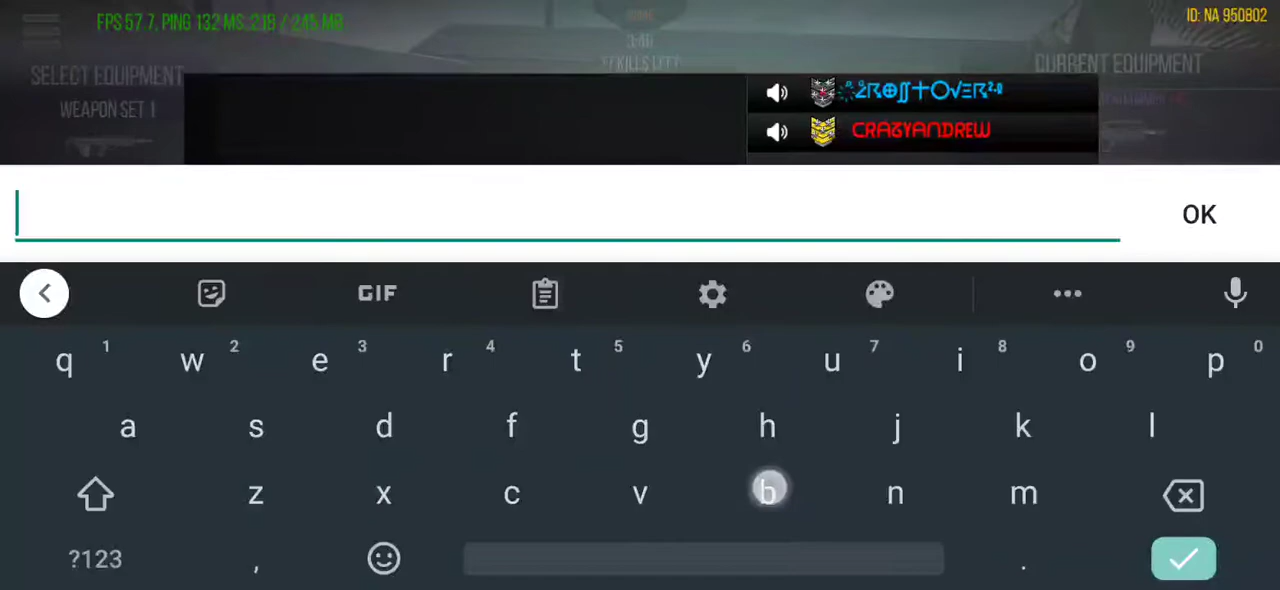 FPS 57.7, PING 132 MS, 218 / 245 MB
ID: NA 950802
SELECT EQUIPMENT
CURRENT EQUIPMENT
WEAPON SET 1
CRAZYANDREW
OK
GIF
q 1 w 2 e 3 r 4 t 5 y 6 u 7 i 8 o 9 p 0
a s d f g h j k l
z x c v b n m
?123 , .